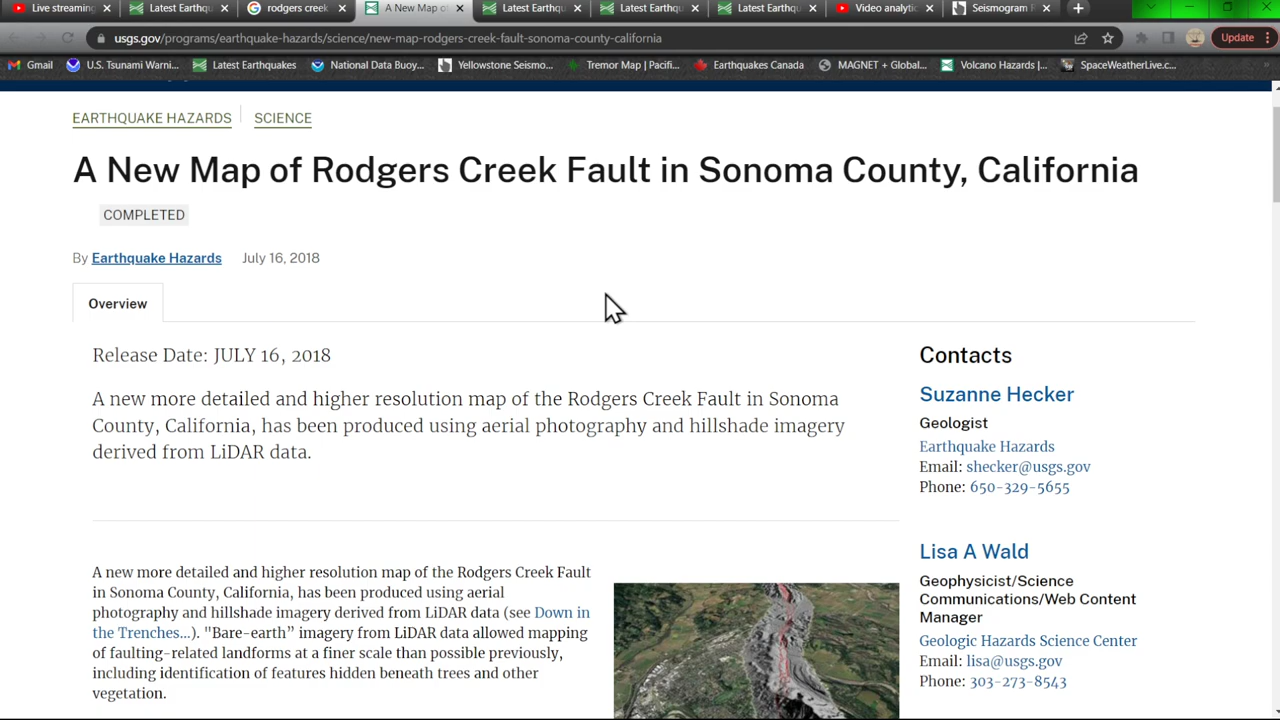 Live streaming
Latest Earthqu
rodgers creek
A New Map of
Latest Earthqu
Latest Earthqu
Latest Earthqu
Video analytic
Seismogram
usgs.gov/programs/earthquake-hazards/science/new-map-rodgers-creek-fault-sonoma-county-california
Update
Gmail
U.S. Tsunami Warni...
Latest Earthquakes
National Data Buoy...
Yellowstone Seismo...
Tremor Map | Pacifi...
Earthquakes Canada
MAGNET + Global...
Volcano Hazards |...
SpaceWeatherLive.c...
EARTHQUAKE HAZARDS
SCIENCE
A New Map of Rodgers Creek Fault in Sonoma County, California
COMPLETED
By Earthquake Hazards July 16, 2018
Overview
Release Date: JULY 16, 2018
A new more detailed and higher resolution map of the Rodgers Creek Fault in Sonoma
County, California, has been produced using aerial photography and hillshade imagery
derived from LiDAR data.
A new more detailed and higher resolution map of the Rodgers Creek Fault
in Sonoma County, California, has been produced using aerial
photography and hillshade imagery derived from LiDAR data (see Down in
the Trenches...). "Bare-earth” imagery from LiDAR data allowed mapping
of faulting-related landforms at a finer scale than possible previously,
including identification of features hidden beneath trees and other
vegetation.
Contacts
Suzanne Hecker
Geologist
Earthquake Hazards
Email: shecker@usgs.gov
Phone: 650-329-5655
Lisa A Wald
Geophysicist/Science
Communications/Web Content
Manager
Geologic Hazards Science Center
Email: lisa@usgs.gov
Phone: 303-273-8543